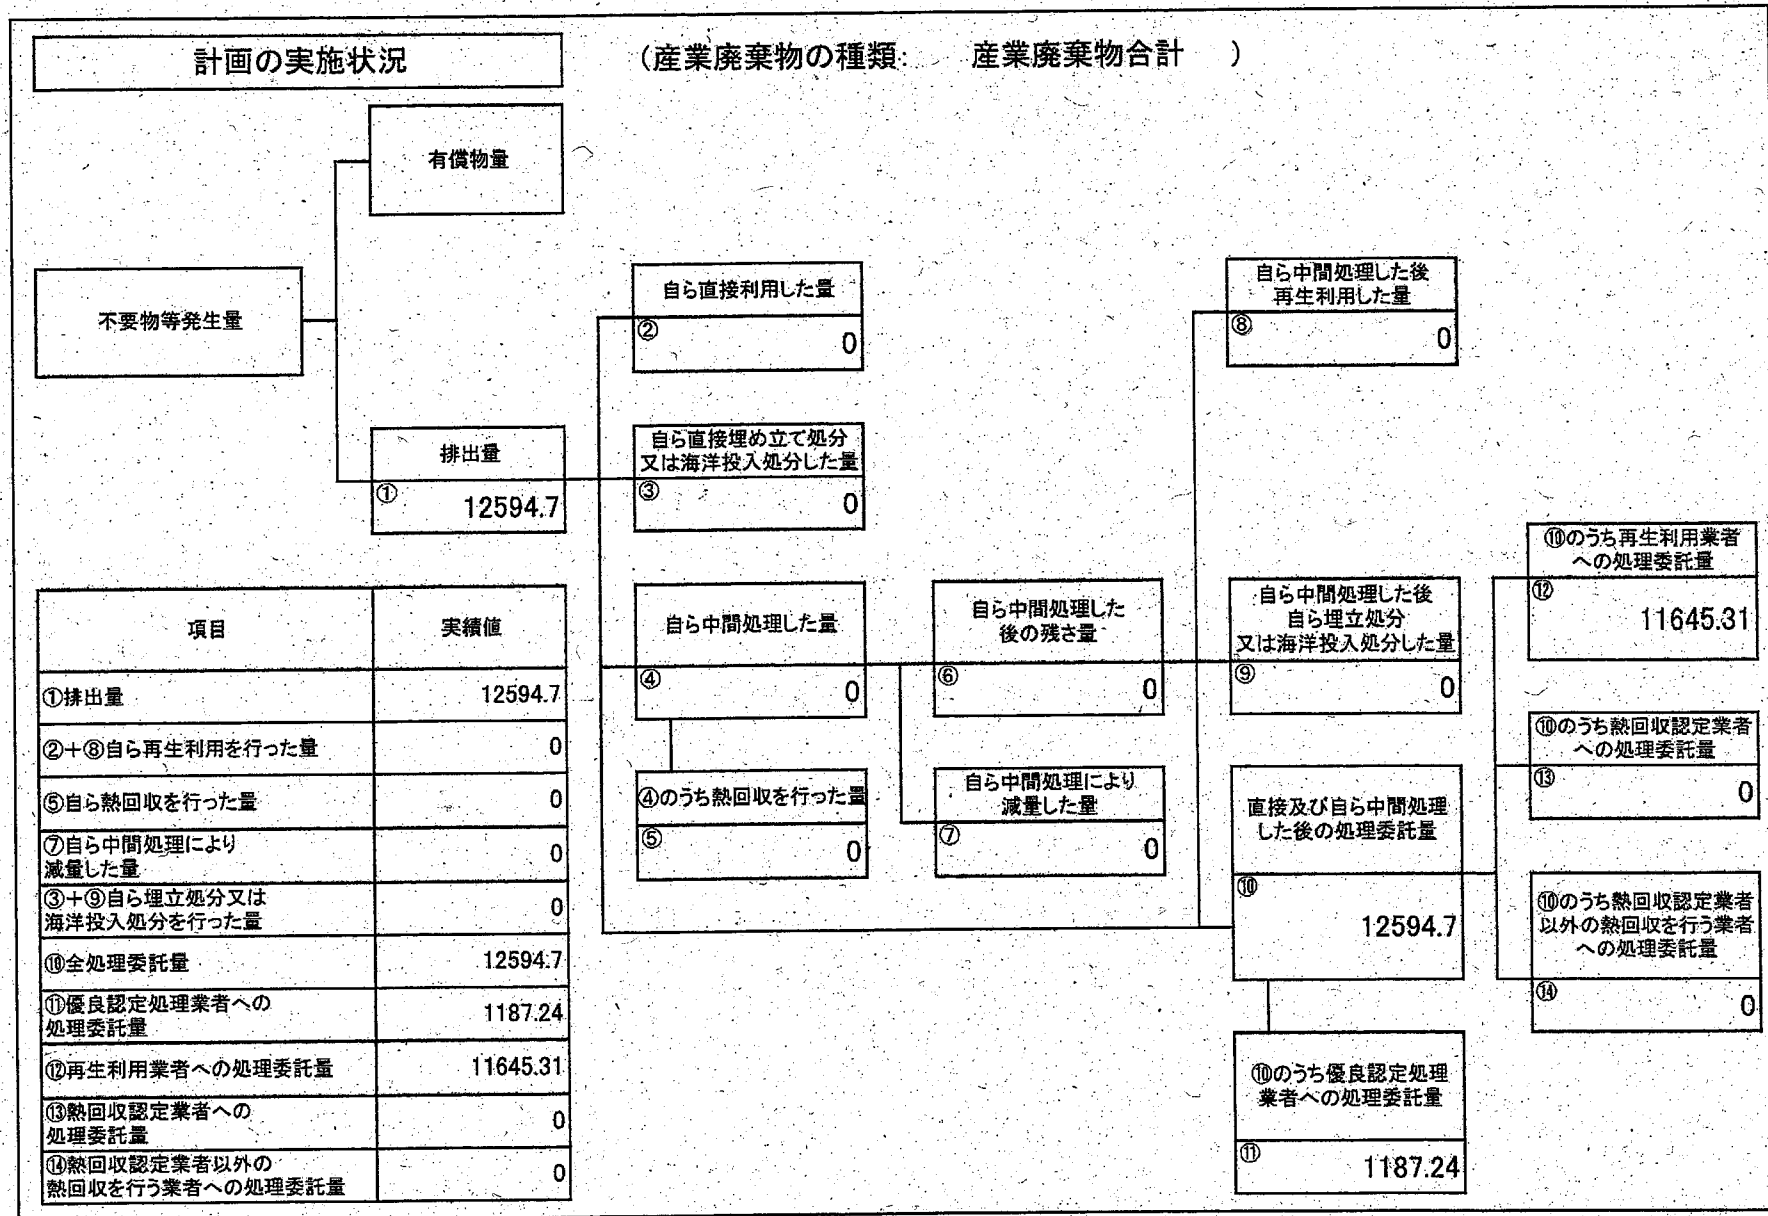 計画の実施状況
（産業廃棄物の種類： 産業廃棄物合計 ）
有償物量
不要物等発生量
排出量
① 12594.7
自ら直接利用した量
② 0
自ら直接埋め立て処分
又は海洋投入処分した量
③ 0
自ら中間処理した量
④ 0
④のうち熱回収を行った量
⑤ 0
自ら中間処理した
後の残さ量
⑥ 0
自ら中間処理により
減量した量
⑦ 0
自ら中間処理した後
再生利用した量
⑧ 0
自ら中間処理した後
自ら埋立処分
又は海洋投入処分した量
⑨ 0
直接及び自ら中間処理
した後の処理委託量
⑩ 12594.7
⑩のうち優良認定処理
業者への処理委託量
⑪ 1187.24
⑩のうち再生利用業者
への処理委託量
⑫ 11645.31
⑩のうち熱回収認定業者
への処理委託量
⑬ 0
⑩のうち熱回収認定業者
以外の熱回収を行う業者
への処理委託量
⑭ 0
項目 実績値
①排出量 12594.7
②＋⑧自ら再生利用を行った量 0
⑤自ら熱回収を行った量 0
⑦自ら中間処理により
減量した量 0
③＋⑨自ら埋立処分又は
海洋投入処分を行った量 0
⑩全処理委託量 12594.7
⑪優良認定処理業者への
処理委託量 1187.24
⑫再生利用業者への処理委託量 11645.31
⑬熱回収認定業者への
処理委託量 0
⑭熱回収認定業者以外の
熱回収を行う業者への処理委託量 0